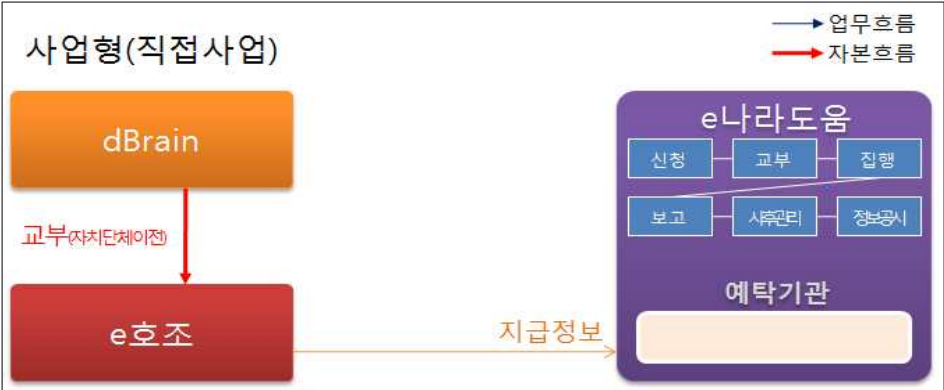 사업형(직접사업)
업무흐름
자본흐름
dBrain
교부(자치단체이전)
e호조
지급정보
e나라도움
신청 교부 집행
보고 사후관리 정보공시
예탁기관